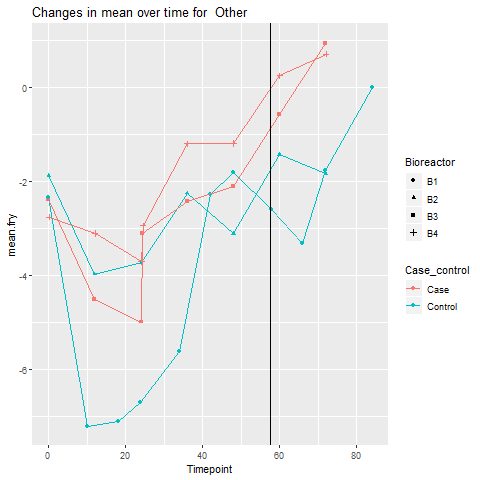 Changes in mean over time for  Other
mean.fry
0
-2
-4
-6
0
20
40
60
80
Timepoint
Bioreactor
B1
B2
B3
B4
Case_control
Case
Control